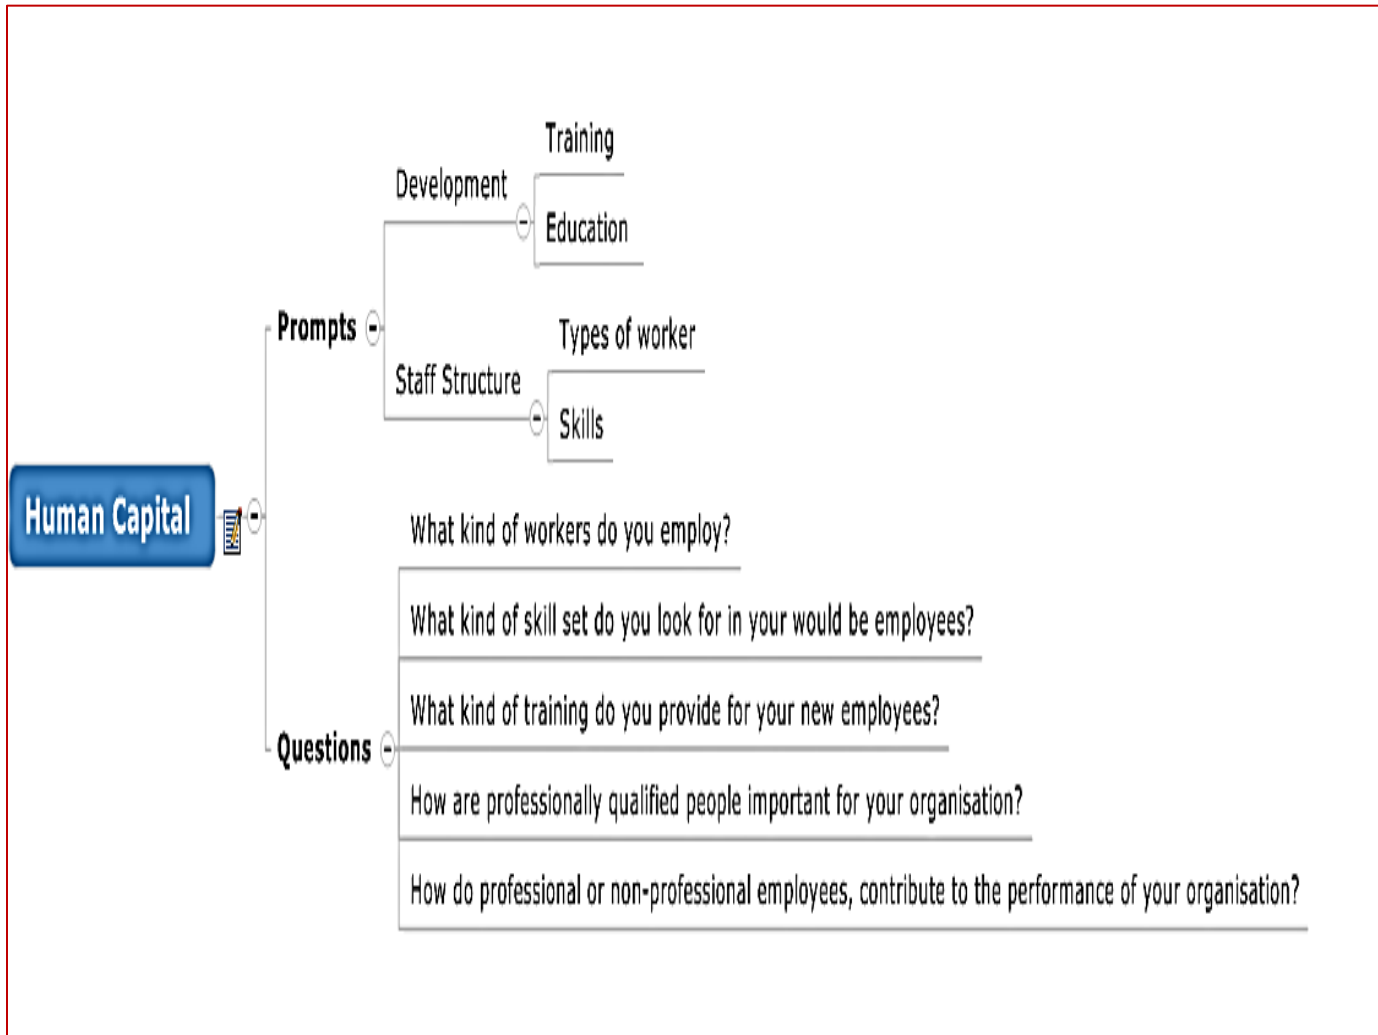 Human Capital
Prompts
Development
Training
Education
Staff Structure
Types of worker
Skills
Questions
What kind of workers do you employ?
What kind of skill set do you look for in your would be employees?
What kind of training do you provide for your new employees?
How are professionally qualified people important for your organisation?
How do professional or non-professional employees, contribute to the performance of your organisation?